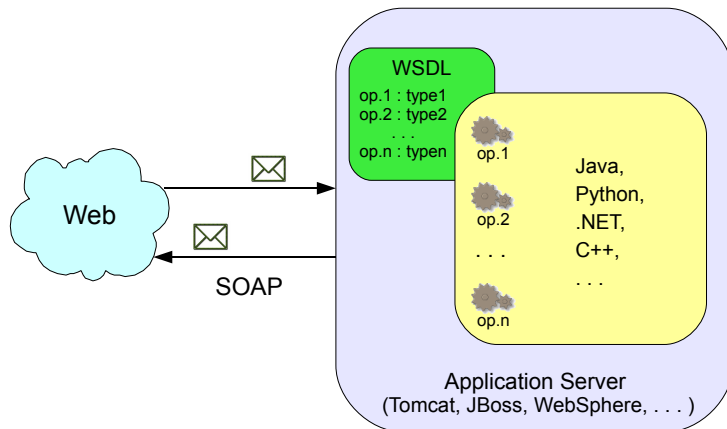 WSDL
op.1 : type1
op.2 : type2
. . .
op.n : typen
op.1
op.2
. . .
op.n
Java,
Python,
.NET,
C++,
. . .
Web
SOAP
Application Server
(Tomcat, JBoss, WebSphere, . . . )